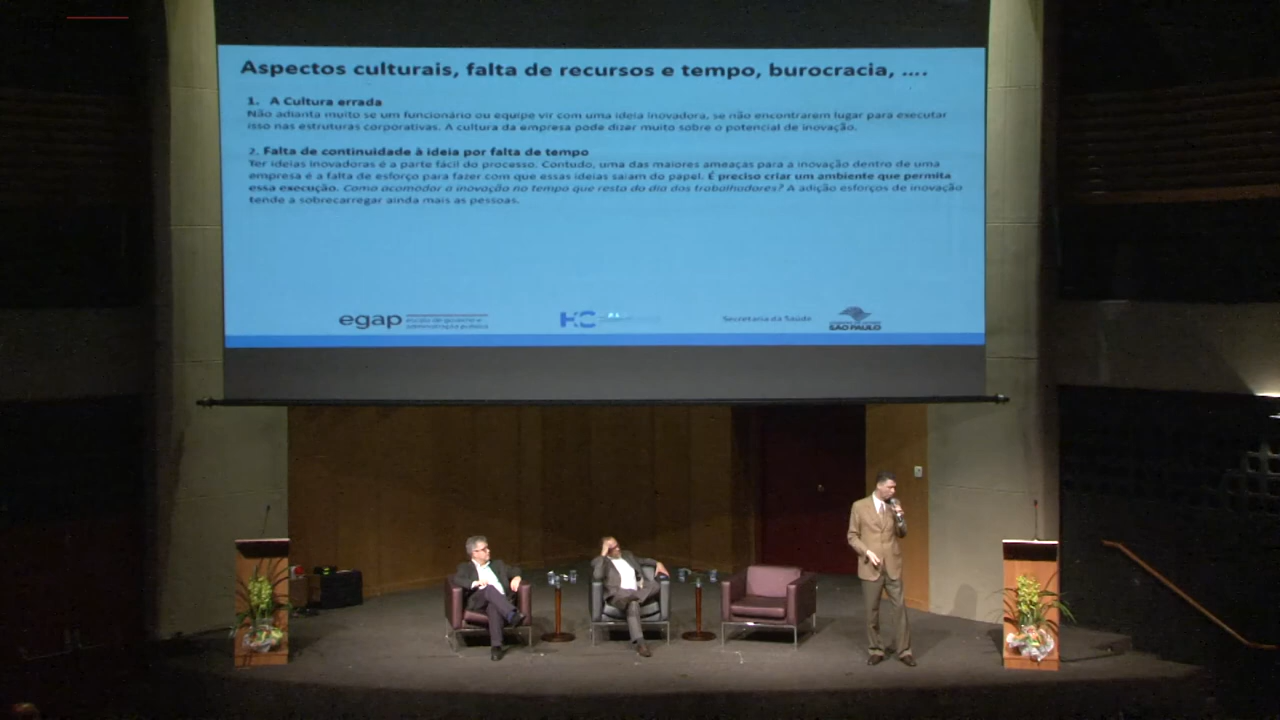 Aspectos culturais, falta de recursos e tempo, burocracia, ....
1. A Cultura errada
Não adianta muito se um funcionário ou equipe vir com uma ideia inovadora, se não encontrarem lugar para executar
isso nas estruturas corporativas. A cultura da empresa pode dizer muito sobre o potencial de inovação.
2. Falta de continuidade à ideia por falta de tempo
Ter ideias inovadoras é a parte fácil do processo. Contudo, uma das maiores ameaças para a inovação dentro de uma
empresa é a falta de esforço para fazer com que essas ideias saiam do papel. É preciso criar um ambiente que permita
essa execução. Como acomodar a inovação no tempo que resta do dia dos trabalhadores? A adição esforços de inovação
tende a sobrecarregar ainda mais as pessoas.
egap
escola de governo e
administração pública
HC
Secretaria da Saúde
SÃO PAULO